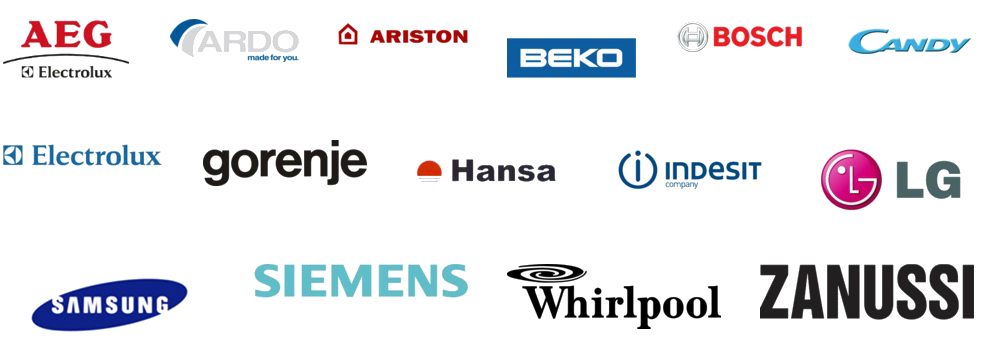 AEG
Electrolux
ARDO
made for you.
ARISTON
BEKO
BOSCH
CANDY
Electrolux
gorenje
Hansa
indesit
company
LG
SAMSUNG
SIEMENS
Whirlpool
ZANUSSI